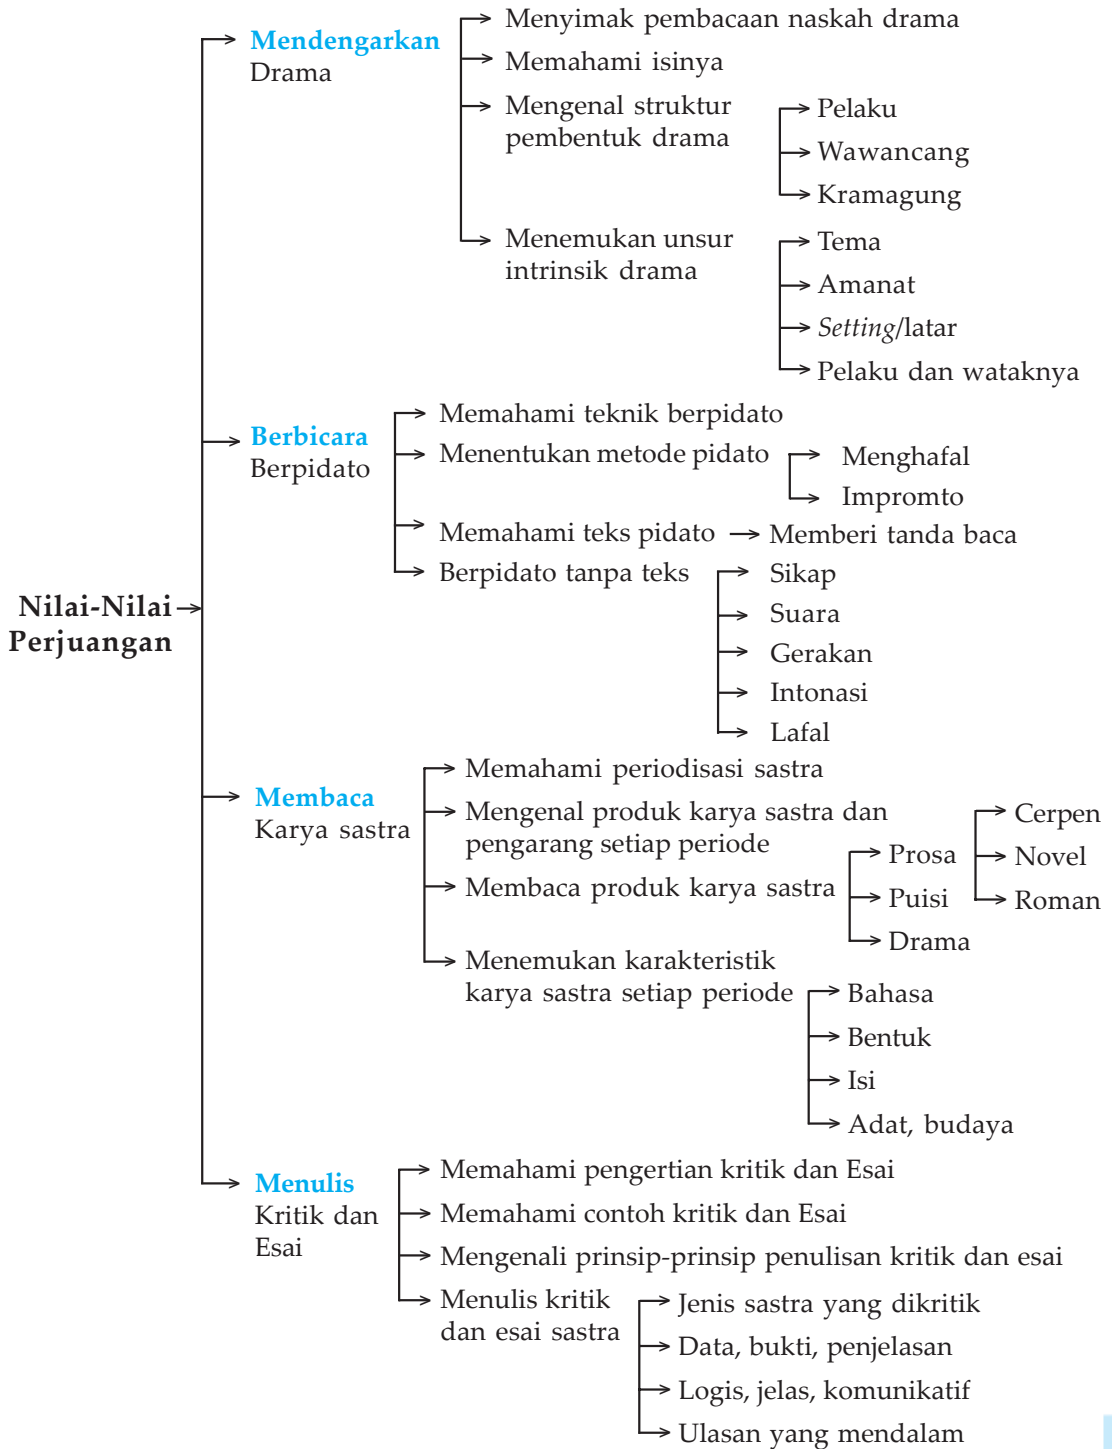 Nilai-Nilai
Perjuangan
Mendengarkan
Drama
Menyimak pembacaan naskah drama
Memahami isinya
Mengenal struktur
pembentuk drama
Pelaku
Wawancang
Kramagung
Menemukan unsur
intrinsik drama
Tema
Amanat
Setting/latar
Pelaku dan wataknya
Berbicara
Berpidato
Memahami teknik berpidato
Menentukan metode pidato
Menghafal
Impromto
Memahami teks pidato
Memberi tanda baca
Berpidato tanpa teks
Sikap
Suara
Gerakan
Intonasi
Lafal
Membaca
Karya sastra
Memahami periodisasi sastra
Mengenal produk karya sastra dan
pengarang setiap periode
Membaca produk karya sastra
Prosa
Cerpen
Novel
Roman
Puisi
Drama
Menemukan karakteristik
karya sastra setiap periode
Bahasa
Bentuk
Isi
Adat, budaya
Menulis
Kritik dan
Esai
Memahami pengertian kritik dan Esai
Memahami contoh kritik dan Esai
Mengenali prinsip-prinsip penulisan kritik dan esai
Menulis kritik
dan esai sastra
Jenis sastra yang dikritik
Data, bukti, penjelasan
Logis, jelas, komunikatif
Ulasan yang mendalam